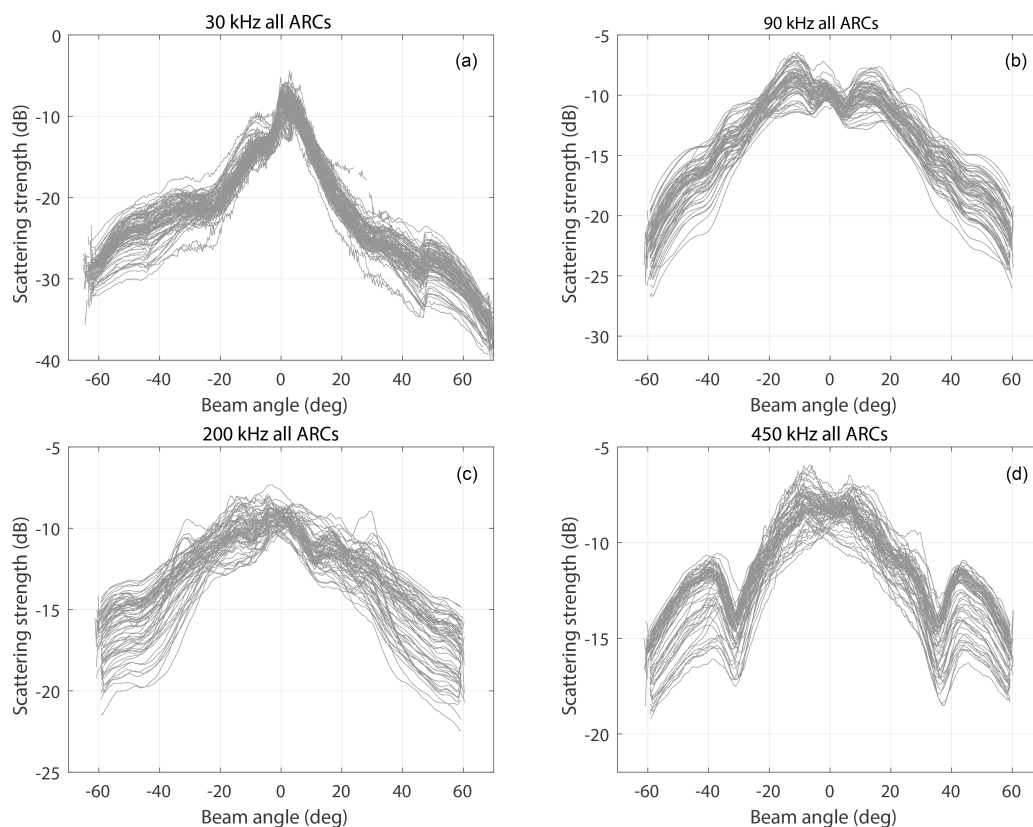 30 kHz all ARCs
(a)
Scattering strength (dB)
0
-10
-20
-30
-40
-60 -40 -20 0 20 40 60
Beam angle (deg)
90 kHz all ARCs
(b)
Scattering strength (dB)
-5
-10
-15
-20
-25
-30
-60 -40 -20 0 20 40 60
Beam angle (deg)
200 kHz all ARCs
(c)
Scattering strength (dB)
-5
-10
-15
-20
-25
-60 -40 -20 0 20 40 60
Beam angle (deg)
450 kHz all ARCs
(d)
Scattering strength (dB)
-5
-10
-15
-20
-60 -40 -20 0 20 40 60
Beam angle (deg)